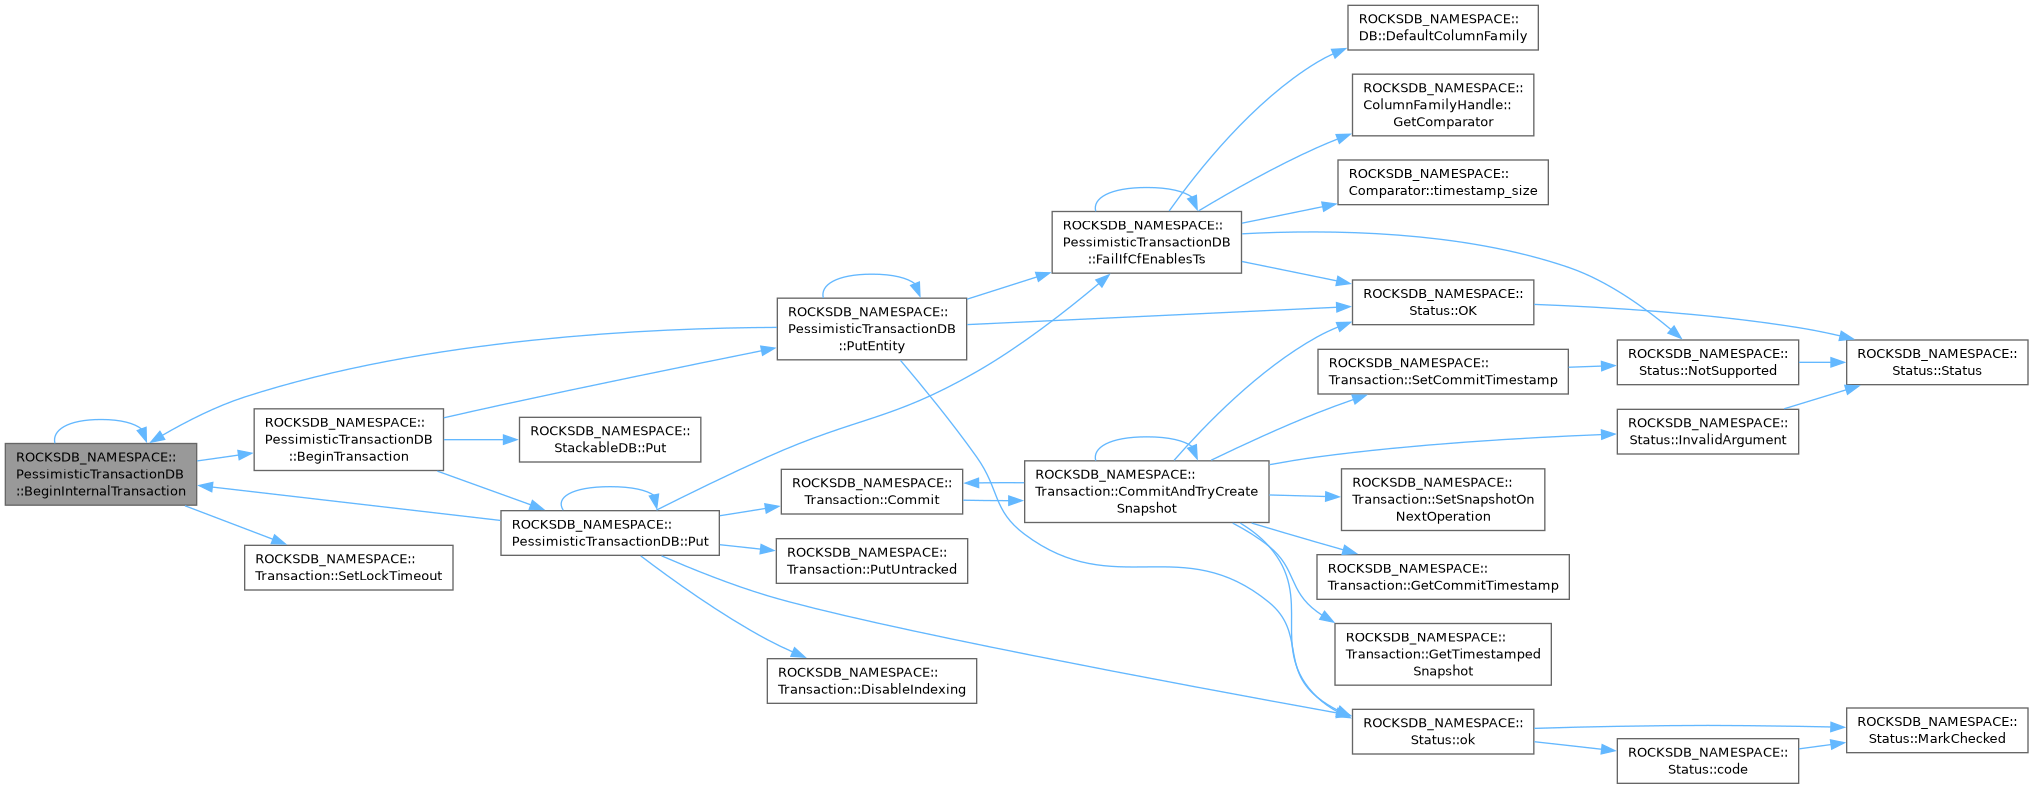 ROCKSDB_NAMESPACE::
PessimisticTransactionDB
::BeginInternalTransaction
ROCKSDB_NAMESPACE::
PessimisticTransactionDB
::BeginTransaction
ROCKSDB_NAMESPACE::
Transaction::SetLockTimeout
ROCKSDB_NAMESPACE::
StackableDB::Put
ROCKSDB_NAMESPACE::
PessimisticTransactionDB::Put
ROCKSDB_NAMESPACE::
PessimisticTransactionDB
::PutEntity
ROCKSDB_NAMESPACE::
Transaction::Commit
ROCKSDB_NAMESPACE::
Transaction::PutUntracked
ROCKSDB_NAMESPACE::
Transaction::DisableIndexing
ROCKSDB_NAMESPACE::
PessimisticTransactionDB
::FailIfCfEnablesTs
ROCKSDB_NAMESPACE::
Transaction::CommitAndTryCreate
Snapshot
ROCKSDB_NAMESPACE::
DB::DefaultColumnFamily
ROCKSDB_NAMESPACE::
ColumnFamilyHandle::
GetComparator
ROCKSDB_NAMESPACE::
Comparator::timestamp_size
ROCKSDB_NAMESPACE::
Status::OK
ROCKSDB_NAMESPACE::
Transaction::SetCommitTimestamp
ROCKSDB_NAMESPACE::
Transaction::SetSnapshotOn
NextOperation
ROCKSDB_NAMESPACE::
Transaction::GetCommitTimestamp
ROCKSDB_NAMESPACE::
Transaction::GetTimestamped
Snapshot
ROCKSDB_NAMESPACE::
Status::ok
ROCKSDB_NAMESPACE::
Status::NotSupported
ROCKSDB_NAMESPACE::
Status::InvalidArgument
ROCKSDB_NAMESPACE::
Status::code
ROCKSDB_NAMESPACE::
Status::Status
ROCKSDB_NAMESPACE::
Status::MarkChecked